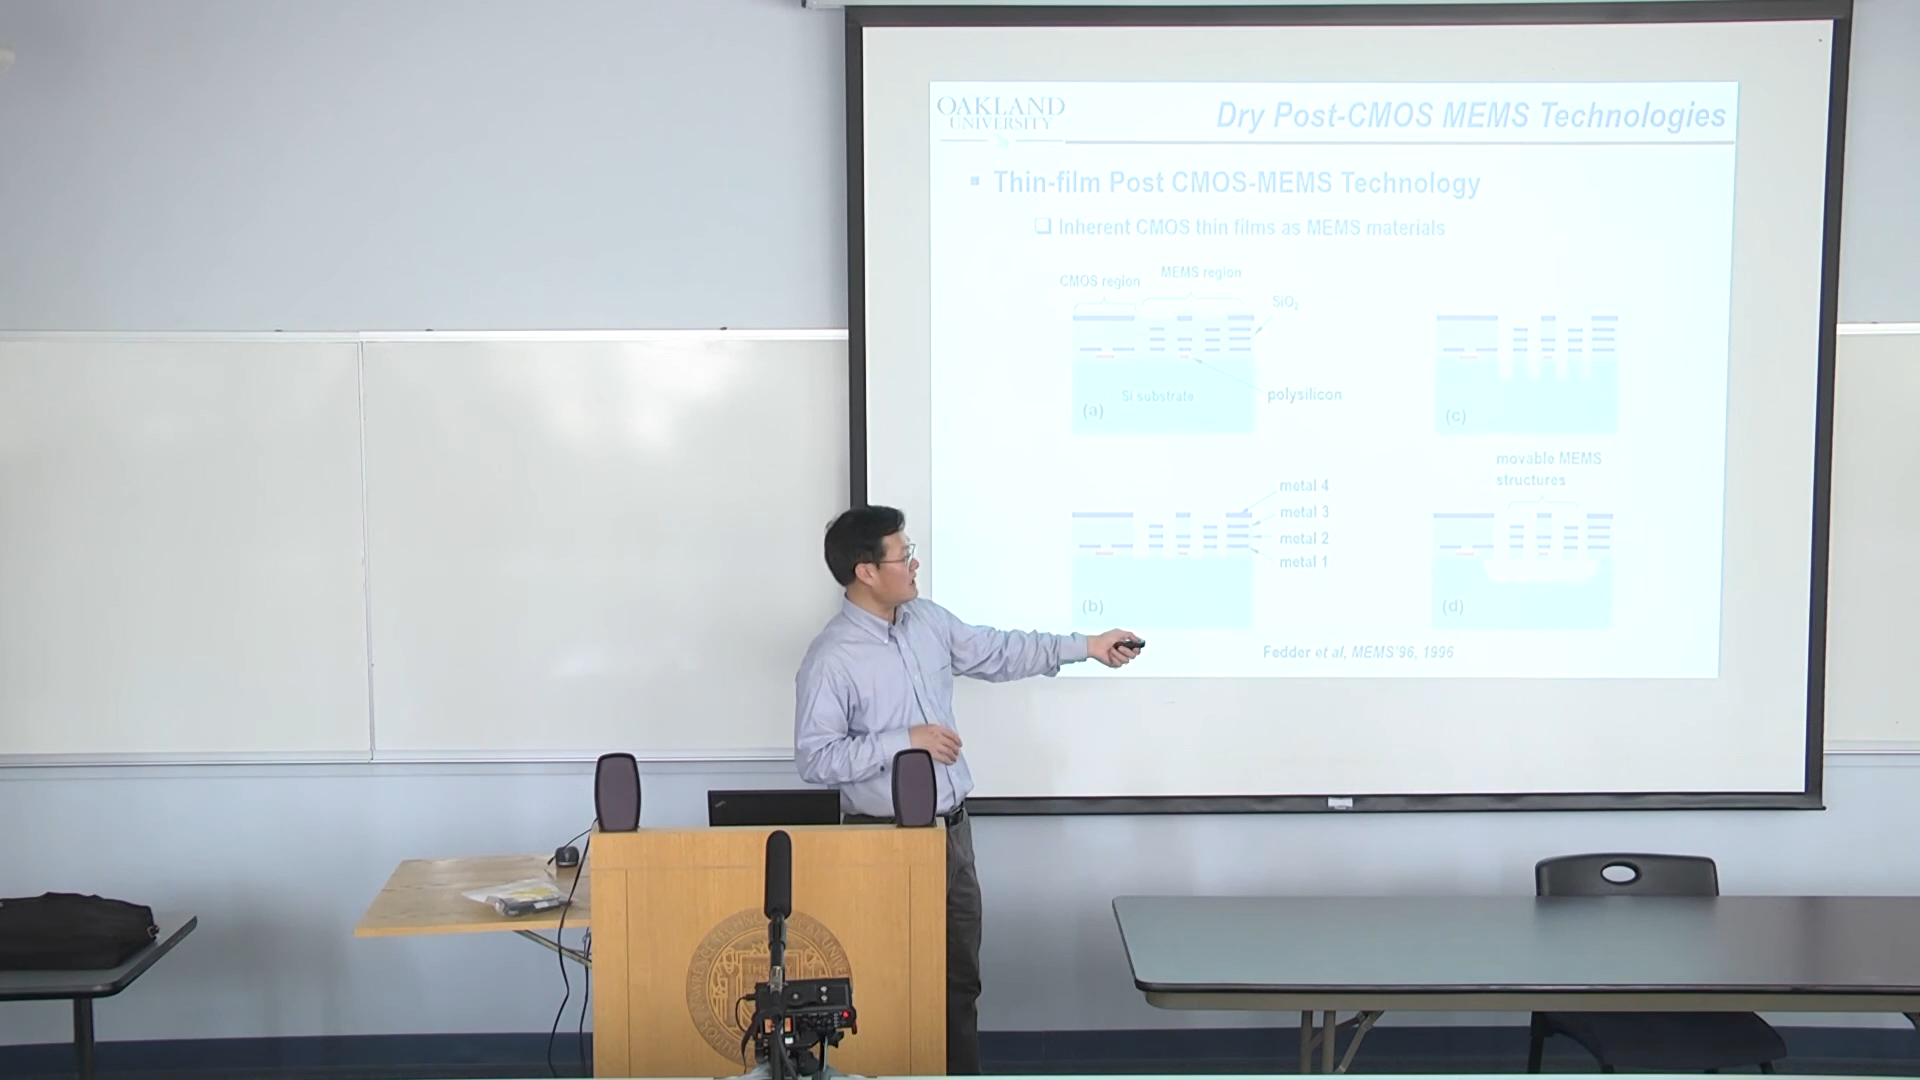 OAKLAND
UNIVERSITY
Dry Post-CMOS MEMS Technologies
Thin-film Post CMOS-MEMS Technology
Inherent CMOS thin films as MEMS materials
CMOS region
MEMS region
SiO₂
polysilicon
Si substrate
(a)
(c)
movable MEMS
structures
metal 4
metal 3
metal 2
metal 1
(b)
(d)
Fedder et al, MEMS'96, 1996